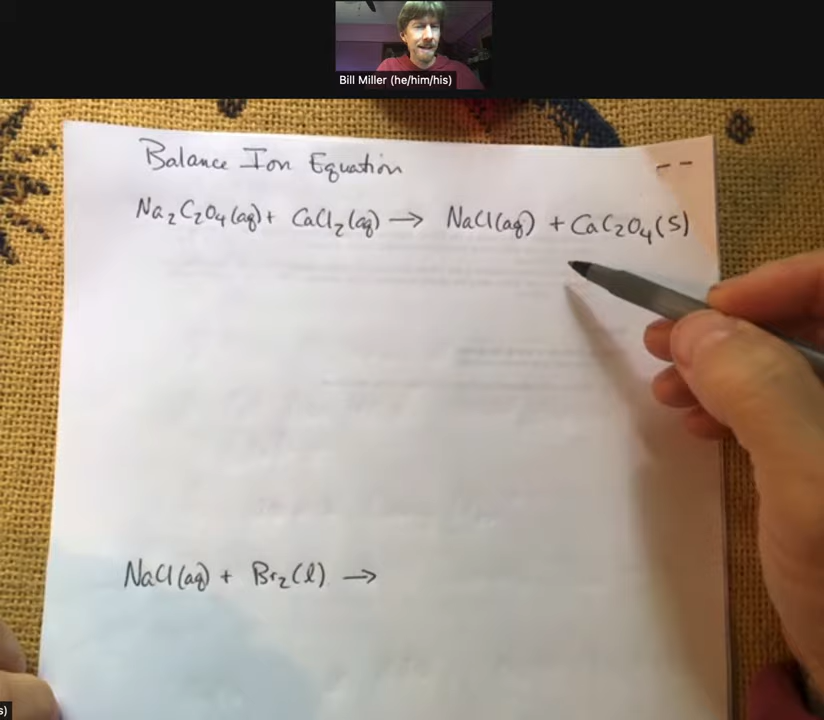 Bill Miller (he/him/his)
Balance Ion Equation
Na₂C₂O₄(aq) + CaCl₂(aq) → NaCl(aq) + CaC₂O₄(s)
NaCl(aq) + Br₂(l) →
s)